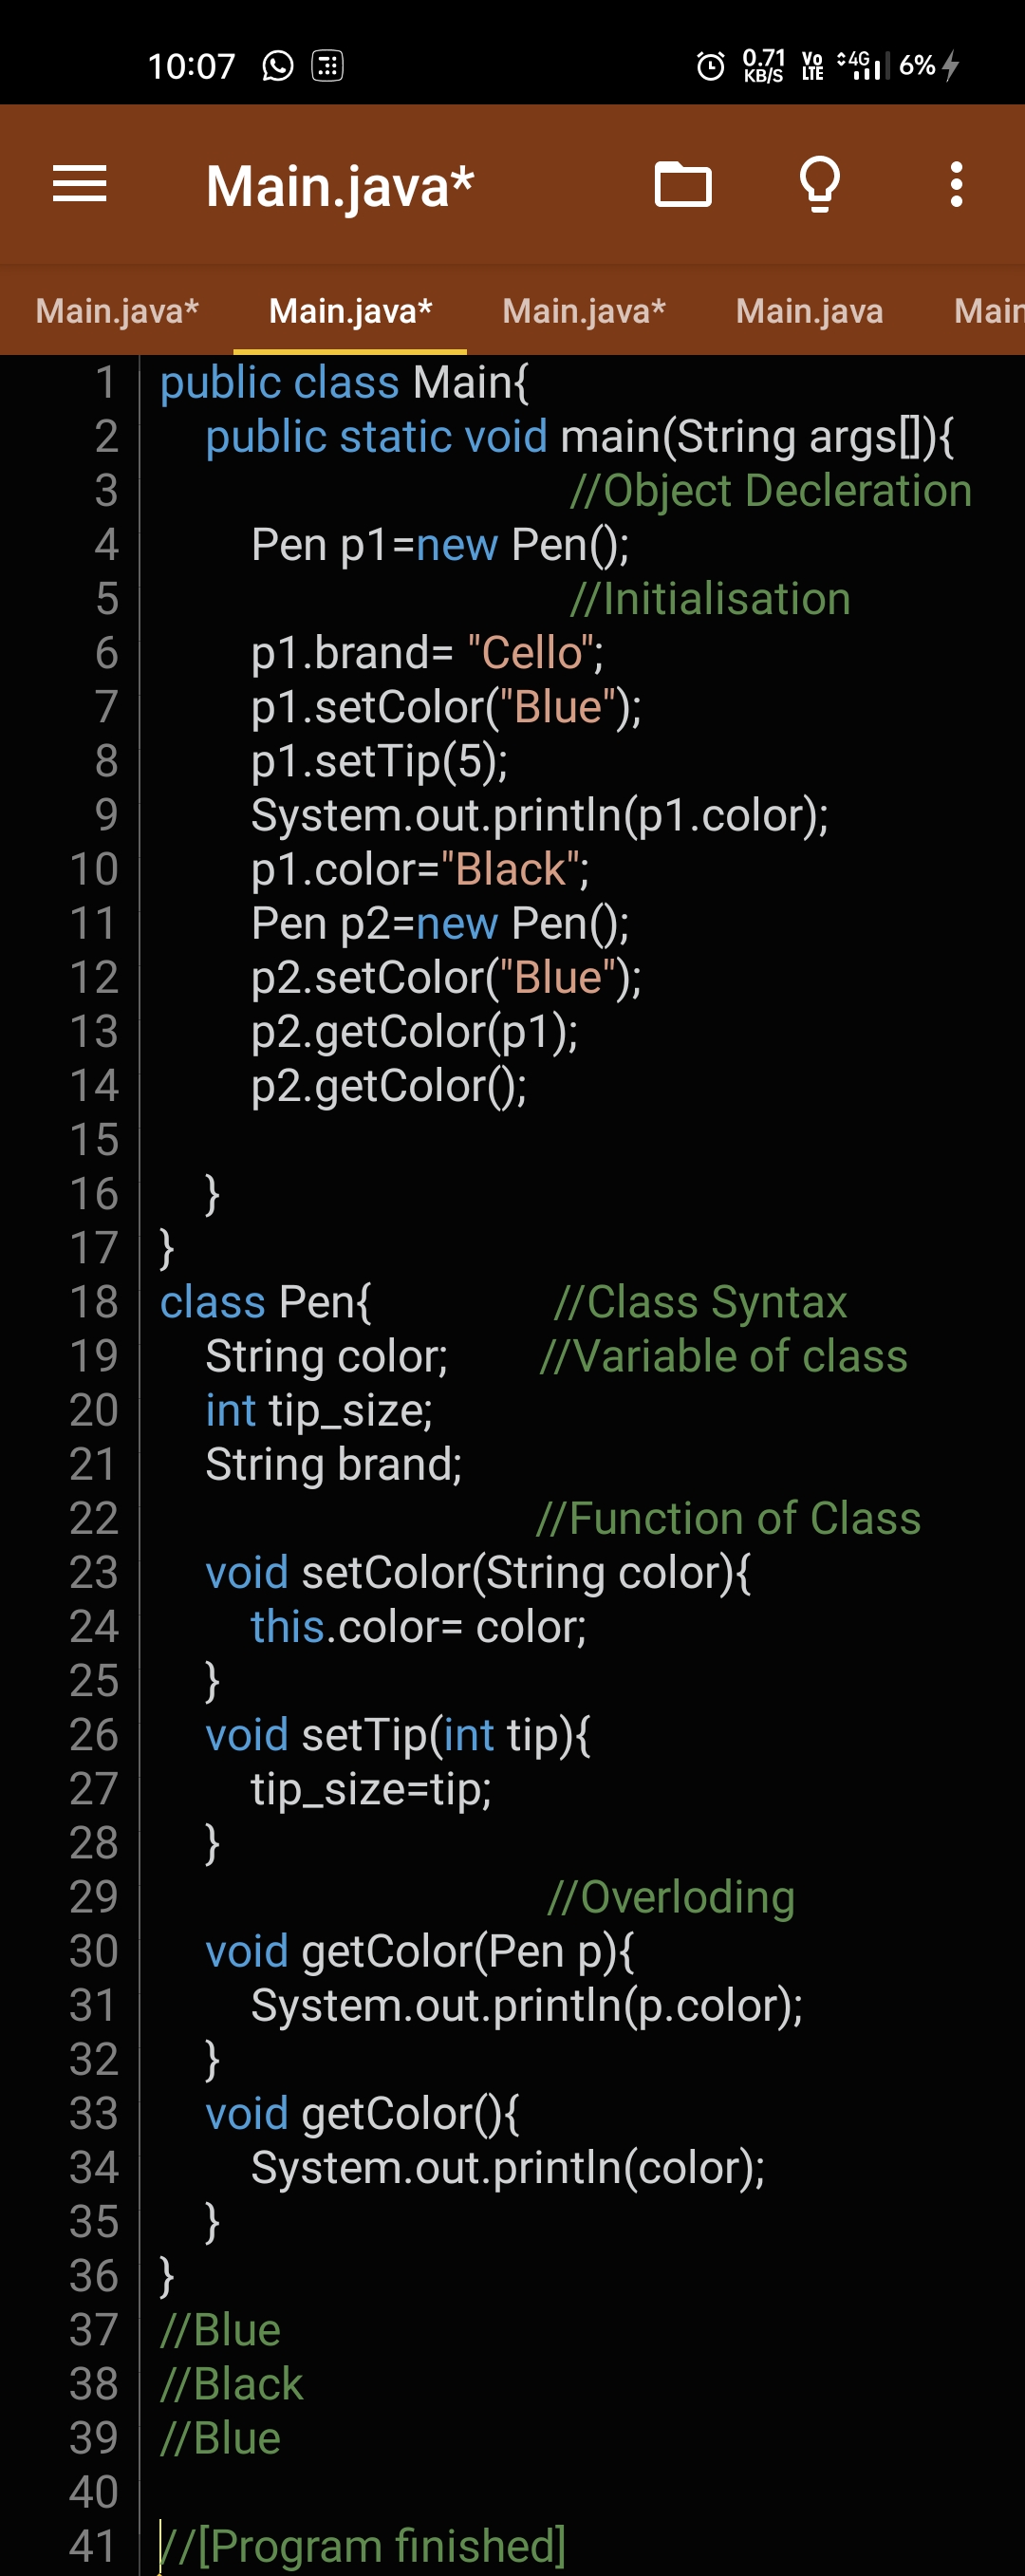 10:07 0.71 KB/S Vo LTE 4G 6%
Main.java*
Main.java* Main.java* Main.java* Main.java Main
1 public class Main{
2 public static void main(String args[]){
3 //Object Decleration
4 Pen p1=new Pen();
5 //Initialisation
6 p1.brand= "Cello";
7 p1.setColor("Blue");
8 p1.setTip(5);
9 System.out.println(p1.color);
10 p1.color="Black";
11 Pen p2=new Pen();
12 p2.setColor("Blue");
13 p2.getColor(p1);
14 p2.getColor();
15
16 }
17 }
18 class Pen{ //Class Syntax
19 String color; //Variable of class
20 int tip_size;
21 String brand;
22 //Function of Class
23 void setColor(String color){
24 this.color= color;
25 }
26 void setTip(int tip){
27 tip_size=tip;
28 }
29 //Overloding
30 void getColor(Pen p){
31 System.out.println(p.color);
32 }
33 void getColor(){
34 System.out.println(color);
35 }
36 }
37 //Blue
38 //Black
39 //Blue
40
41 //[Program finished]